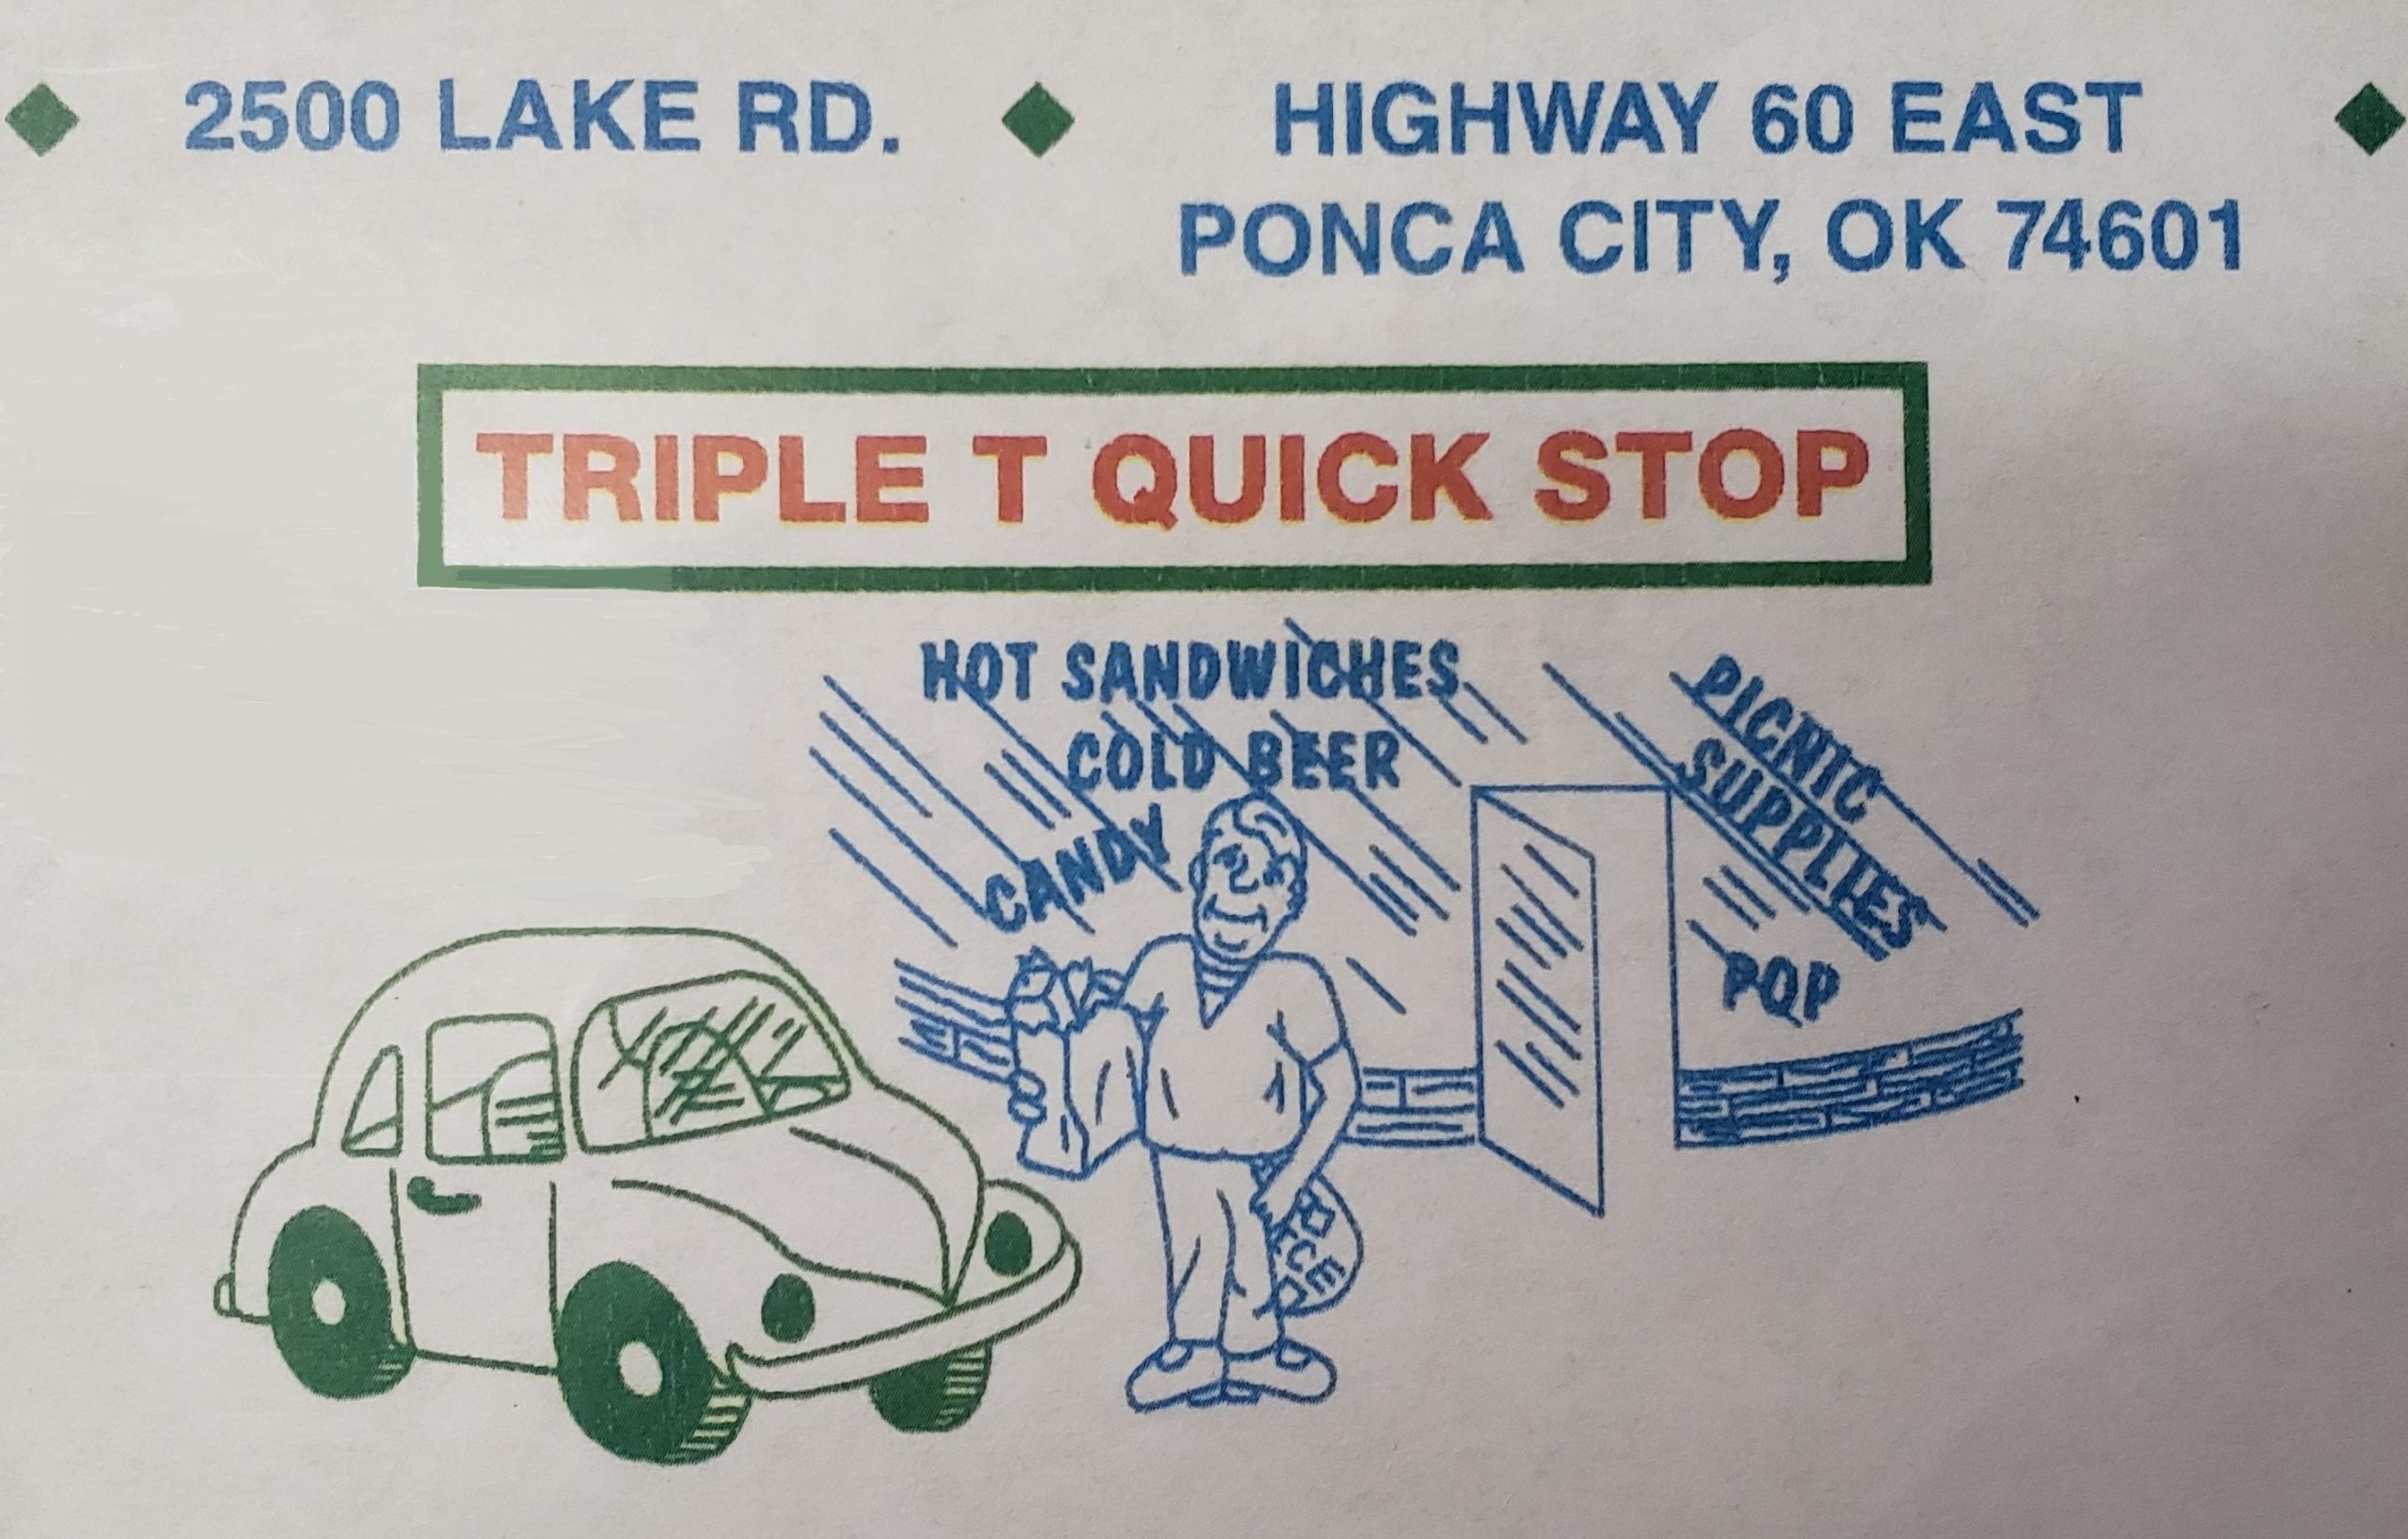 2500 LAKE RD.
HIGHWAY 60 EAST
PONCA CITY, OK 74601
TRIPLE T QUICK STOP
HOT SANDWICHES
COLD BEER
CANDY
PICNIC
SUPPLIES
POP
ICE